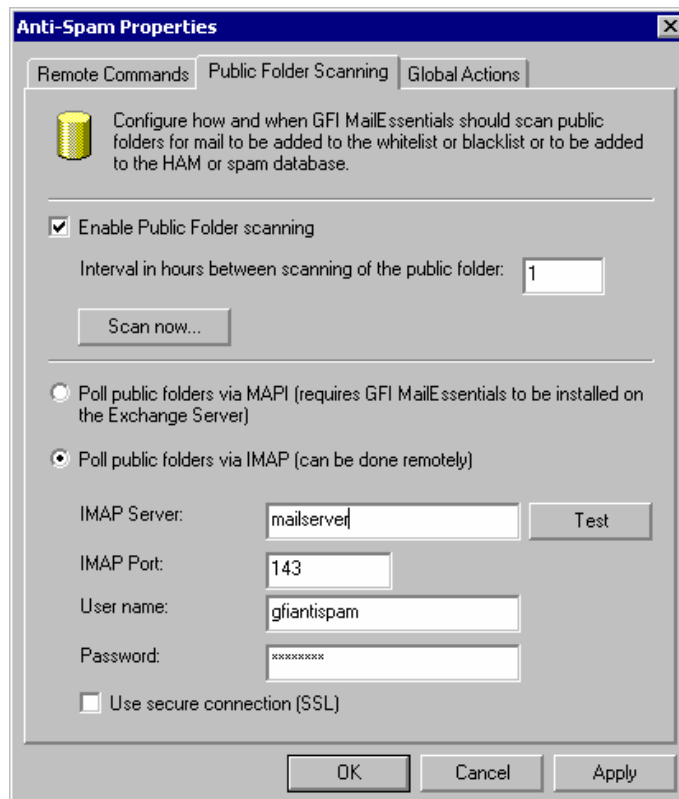 Anti-Spam Properties
Remote Commands Public Folder Scanning Global Actions
Configure how and when GFI MailEssentials should scan public
folders for mail to be added to the whitelist or blacklist or to be added
to the HAM or spam database.
Enable Public Folder scanning
Interval in hours between scanning of the public folder: 1
Scan now...
Poll public folders via MAPI (requires GFI MailEssentials to be installed on
the Exchange Server)
Poll public folders via IMAP (can be done remotely)
IMAP Server: mailserver Test
IMAP Port: 143
User name: gfiantispam
Password: ********
Use secure connection (SSL)
OK Cancel Apply